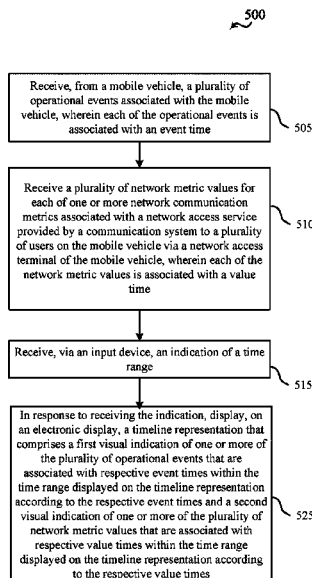 500
Receive, from a mobile vehicle, a plurality of
operational events associated with the mobile
vehicle, wherein each of the operational events is
associated with an event time
505
Receive a plurality of network metric values for
each of one or more network communication
metrics associated with a network access service
provided by a communication system to a plurality
of users on the mobile vehicle via a network access
terminal of the mobile vehicle, wherein each of the
network metric values is associated with a value
time
510
Receive, via an input device, an indication of a time
range
515
In response to receiving the indication, display, on
an electronic display, a timeline representation that
comprises a first visual indication of one or more of
the plurality of operational events that are
associated with respective event times within the
time range displayed on the timeline representation
according to the respective event times and a second
visual indication of one or more of the plurality of
network metric values that are associated with
respective value times within the time range
displayed on the timeline representation according
to the respective value times
525